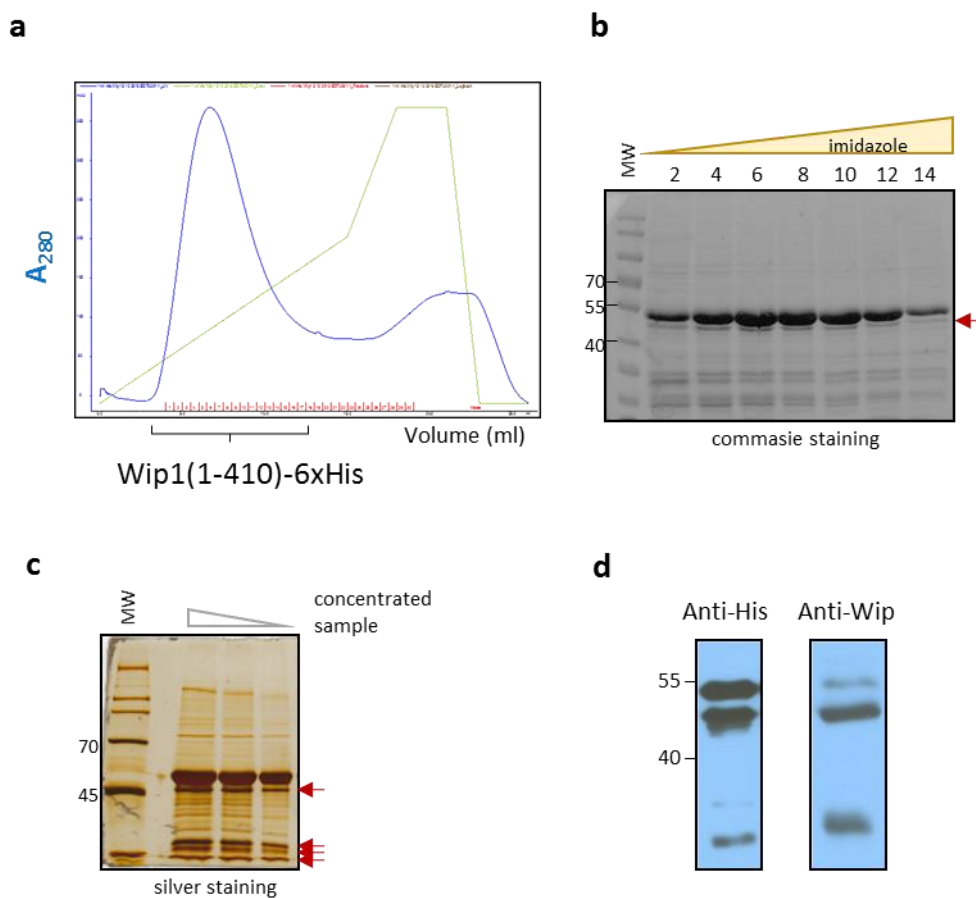 a
A280
Volume (ml)
Wip1(1-410)-6xHis
b
MW
imidazole
2 4 6 8 10 12 14
70
55
40
commasie staining
c
MW
concentrated
sample
70
45
silver staining
d
Anti-His Anti-Wip
55
40